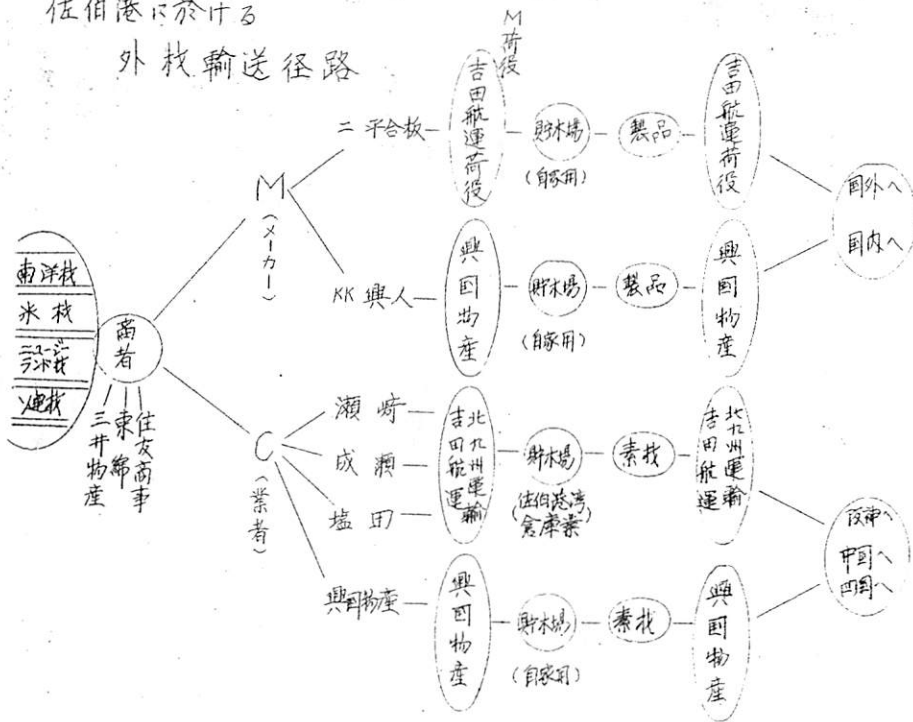 佐伯港に於ける
外材輸送径路
南洋材
米材
ニュージーランド材
ソ連材
商者
三井物産
東綿
住友商事
M
(メーカー)
C
(業者)
二平合板
M荷役
吉田航運荷役
貯木場
(自家用)
製品
吉田航運荷役
国外へ
国内へ
KK興人
興国物産
貯木場
(自家用)
製品
興国物産
瀬崎
成瀬
塩田
北九州運輸
吉田航運
貯木場
(佐伯港湾倉庫業)
素材
北九州運輸
吉田航運
阪神へ
中国へ
四国へ
興国物産
興国物産
貯木場
(自家用)
素材
興国物産